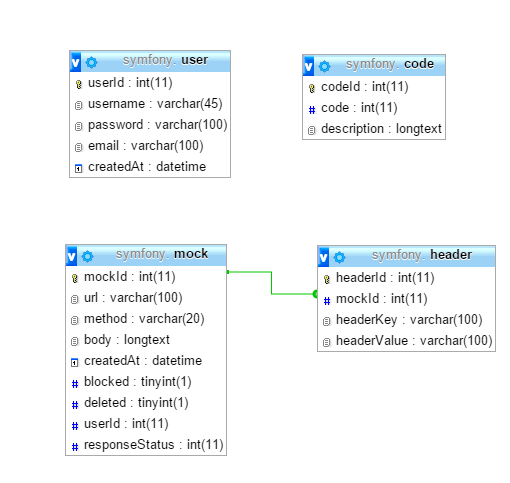 symfony. user
userId : int(11)
username : varchar(45)
password : varchar(100)
email : varchar(100)
createdAt : datetime
symfony. code
codeId : int(11)
# code : int(11)
description : longtext
symfony. mock
mockId : int(11)
url : varchar(100)
method : varchar(20)
body : longtext
createdAt : datetime
# blocked : tinyint(1)
# deleted : tinyint(1)
# userId : int(11)
# responseStatus : int(11)
symfony. header
headerId : int(11)
# mockId : int(11)
headerKey : varchar(100)
headerValue : varchar(100)